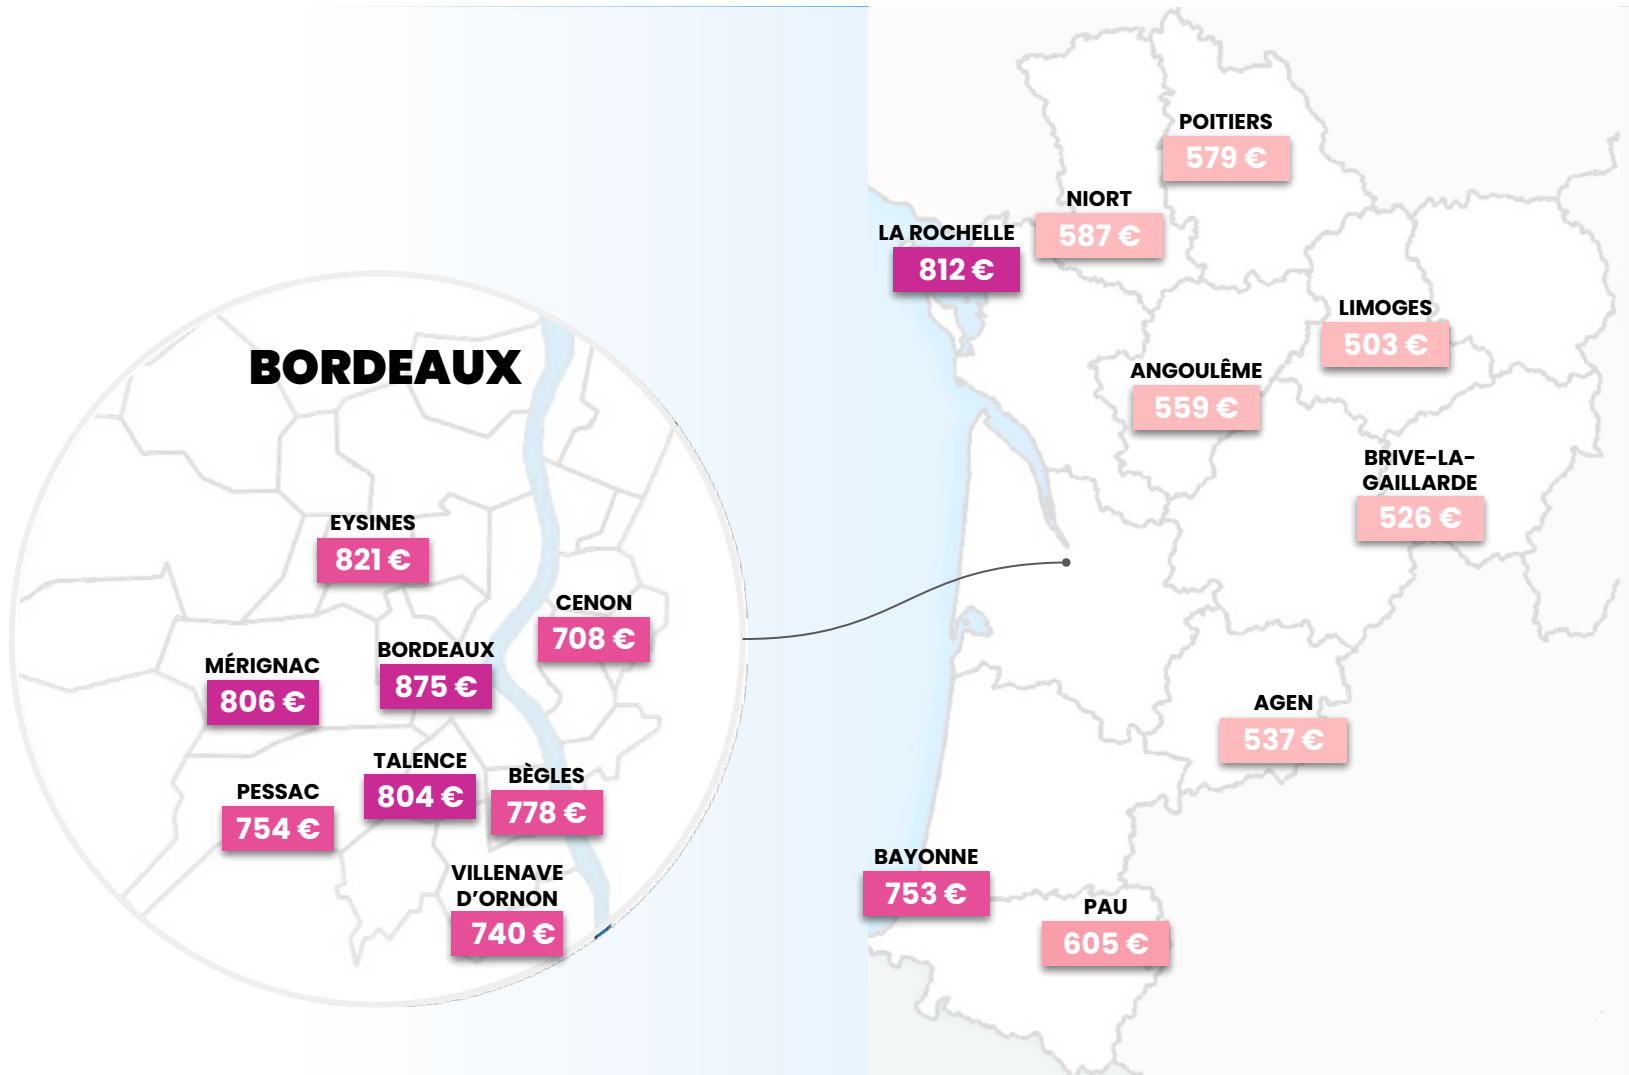 POITIERS
579 €
NIORT
587 €
LA ROCHELLE
812 €
LIMOGES
503 €
ANGOULÊME
559 €
BRIVE-LA-
GAILLARDE
526 €
AGEN
537 €
BAYONNE
753 €
PAU
605 €
BORDEAUX
EYSINES
821 €
CENON
708 €
BORDEAUX
875 €
MÉRIGNAC
806 €
TALENCE
804 €
BÈGLES
778 €
PESSAC
754 €
VILLENAVE
D’ORNON
740 €